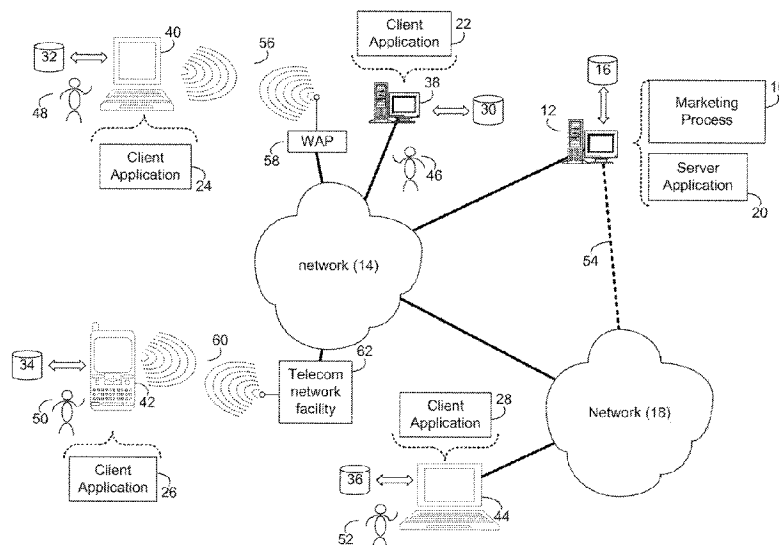 40
32
56
Client
Application
22
16
48
38
30
12
Marketing
Process
Client
Application
24
58
WAP
46
Server
Application
20
network (14)
54
60
62
34
42
Telecom
network
facility
50
Client
Application
28
Network (18)
Client
Application
26
36
44
52